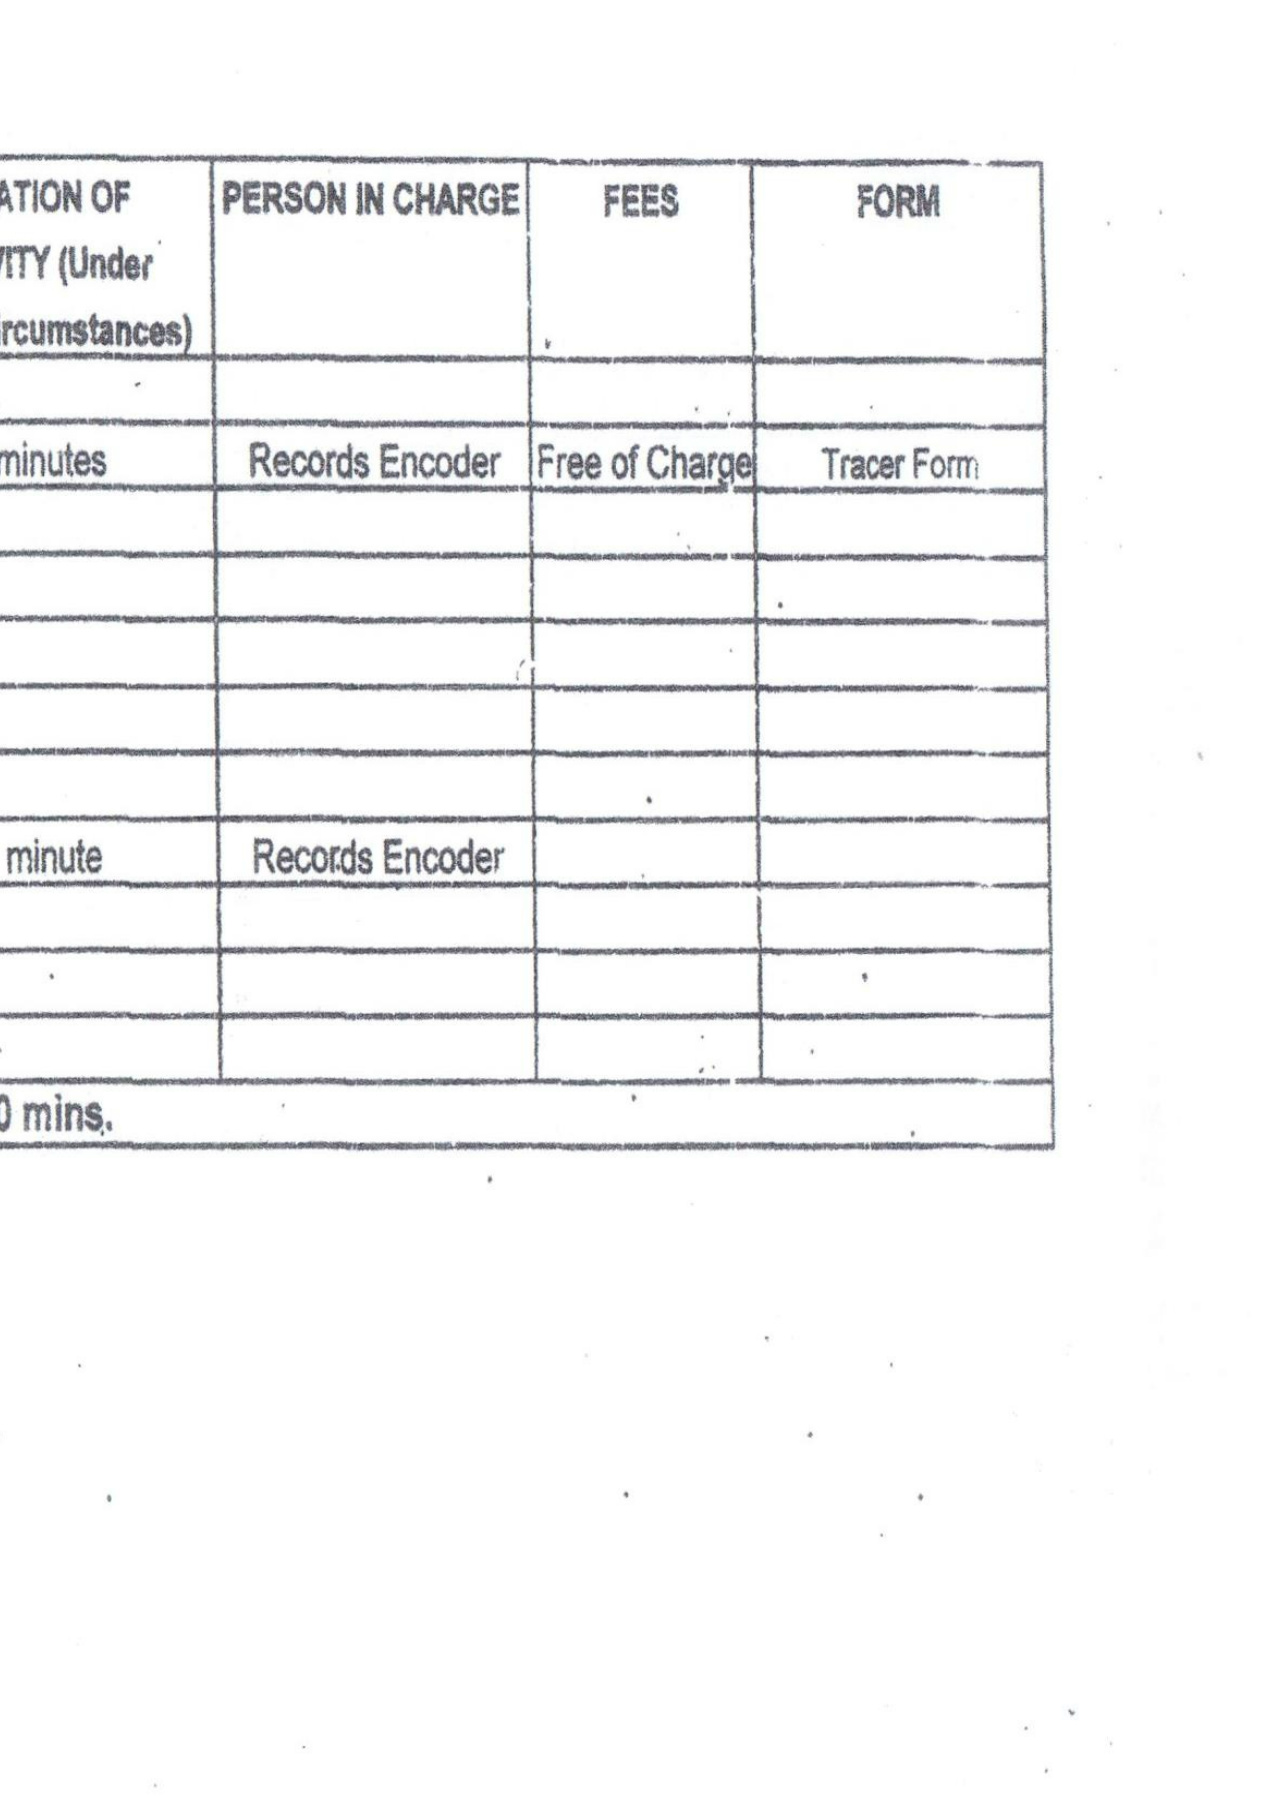 ATION OF PERSON IN CHARGE FEES FORM
VITY (Under
ircumstances)
minutes Records Encoder Free of Charge Tracer Form
minute Records Encoder
0 mins.